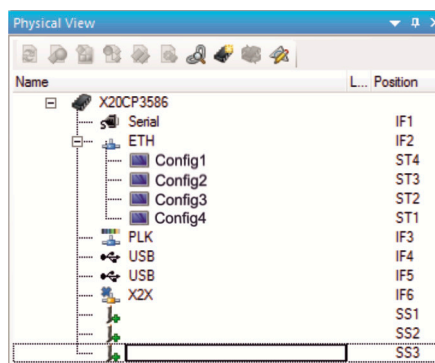 Physical View
Name L... Position
X20CP3586
Serial IF1
ETH IF2
Config1 ST4
Config2 ST3
Config3 ST2
Config4 ST1
PLK IF3
USB IF4
USB IF5
X2X IF6
SS1
SS2
SS3